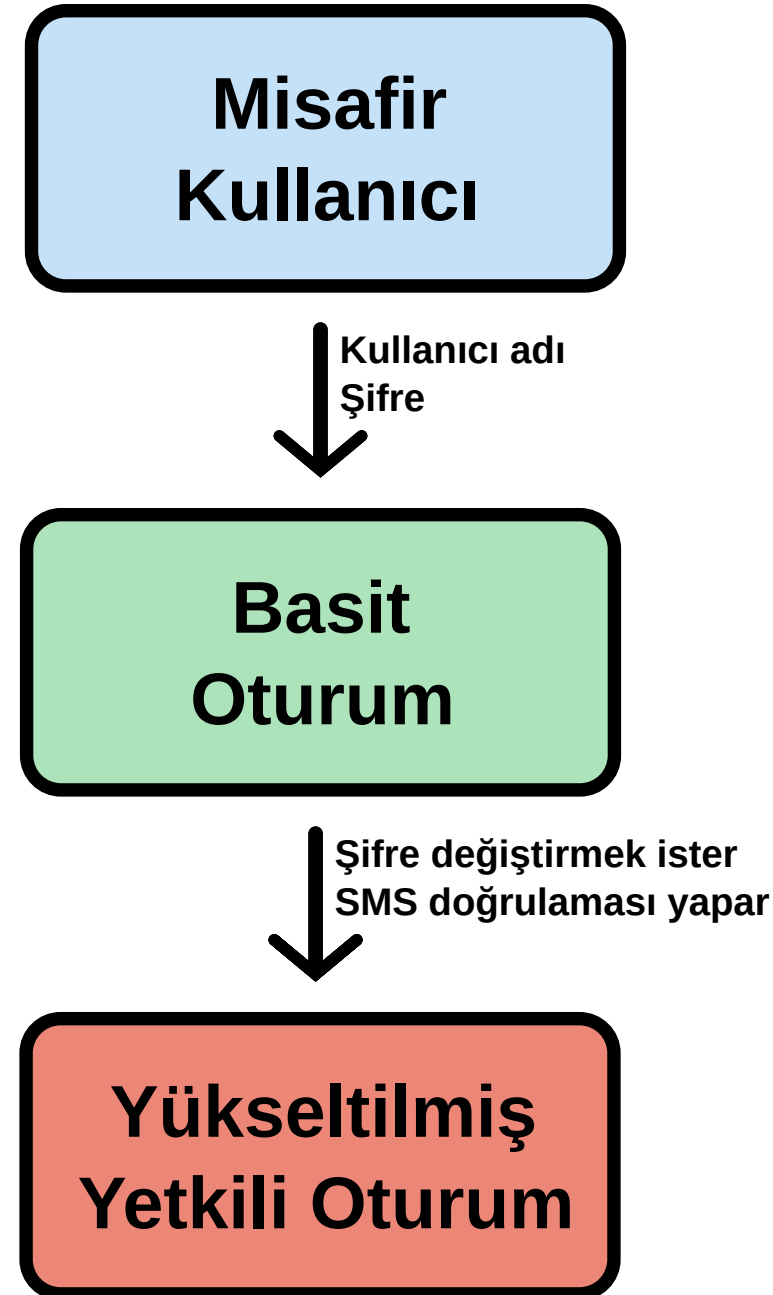 Misafir
Kullanıcı
Kullanıcı adı
Şifre
Basit
Oturum
Şifre değiştirmek ister
SMS doğrulaması yapar
Yükseltilmiş
Yetkili Oturum